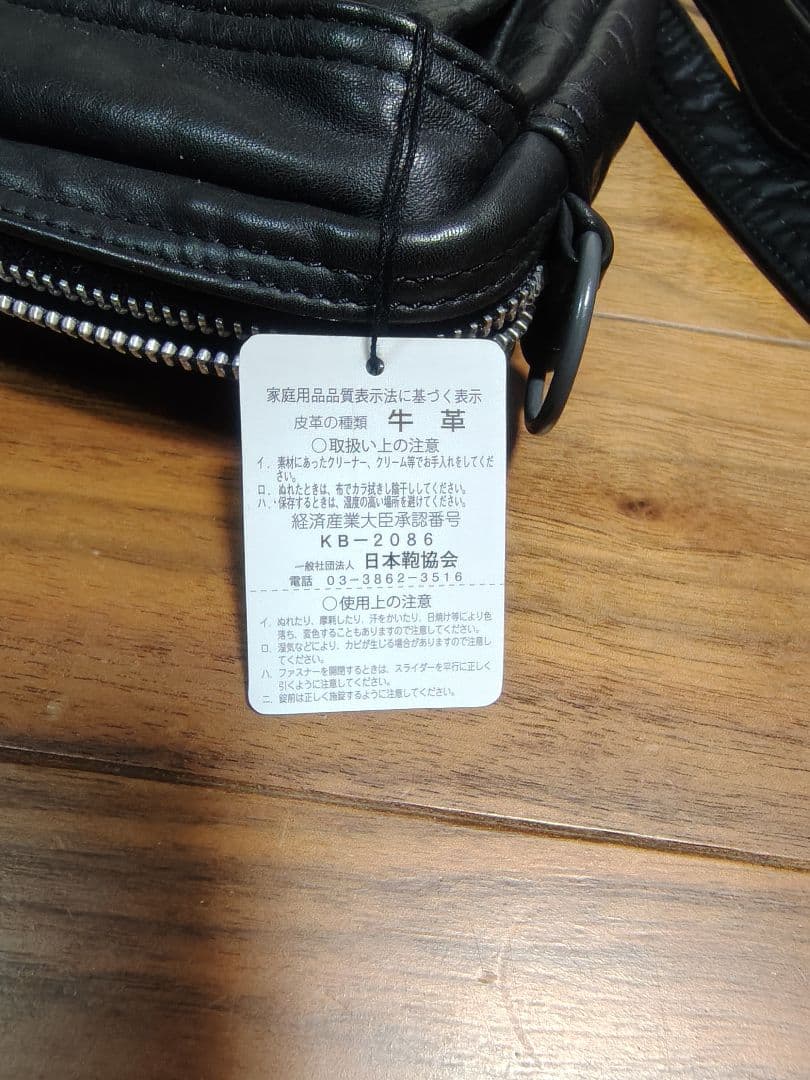 家庭用品品質表示法に基づく表示
皮革の種類 牛 革
○取扱い上の注意
イ．素材にあったクリーナー、クリーム等でお手入れをしてくだ
さい。
ロ．ぬれたときは、布でカラ拭きし陰干ししてください。
ハ．保存するときは、湿度の高い場所を避けてください。
経済産業大臣承認番号
KB－2086
一般社団法人 日本鞄協会
電話 03－3862－3516
○使用上の注意
イ．ぬれたり、摩耗したり、汗をかいたり、日焼け等により色
落ち、変色することもありますので注意してください。
ロ．湿気などにより、カビが生じる場合がありますので注意し
てください。
ハ．ファスナーを開閉するときは、スライダーを平行に正しく
引くように注意してください。
ニ．錠前は正しく施錠するように注意してください。